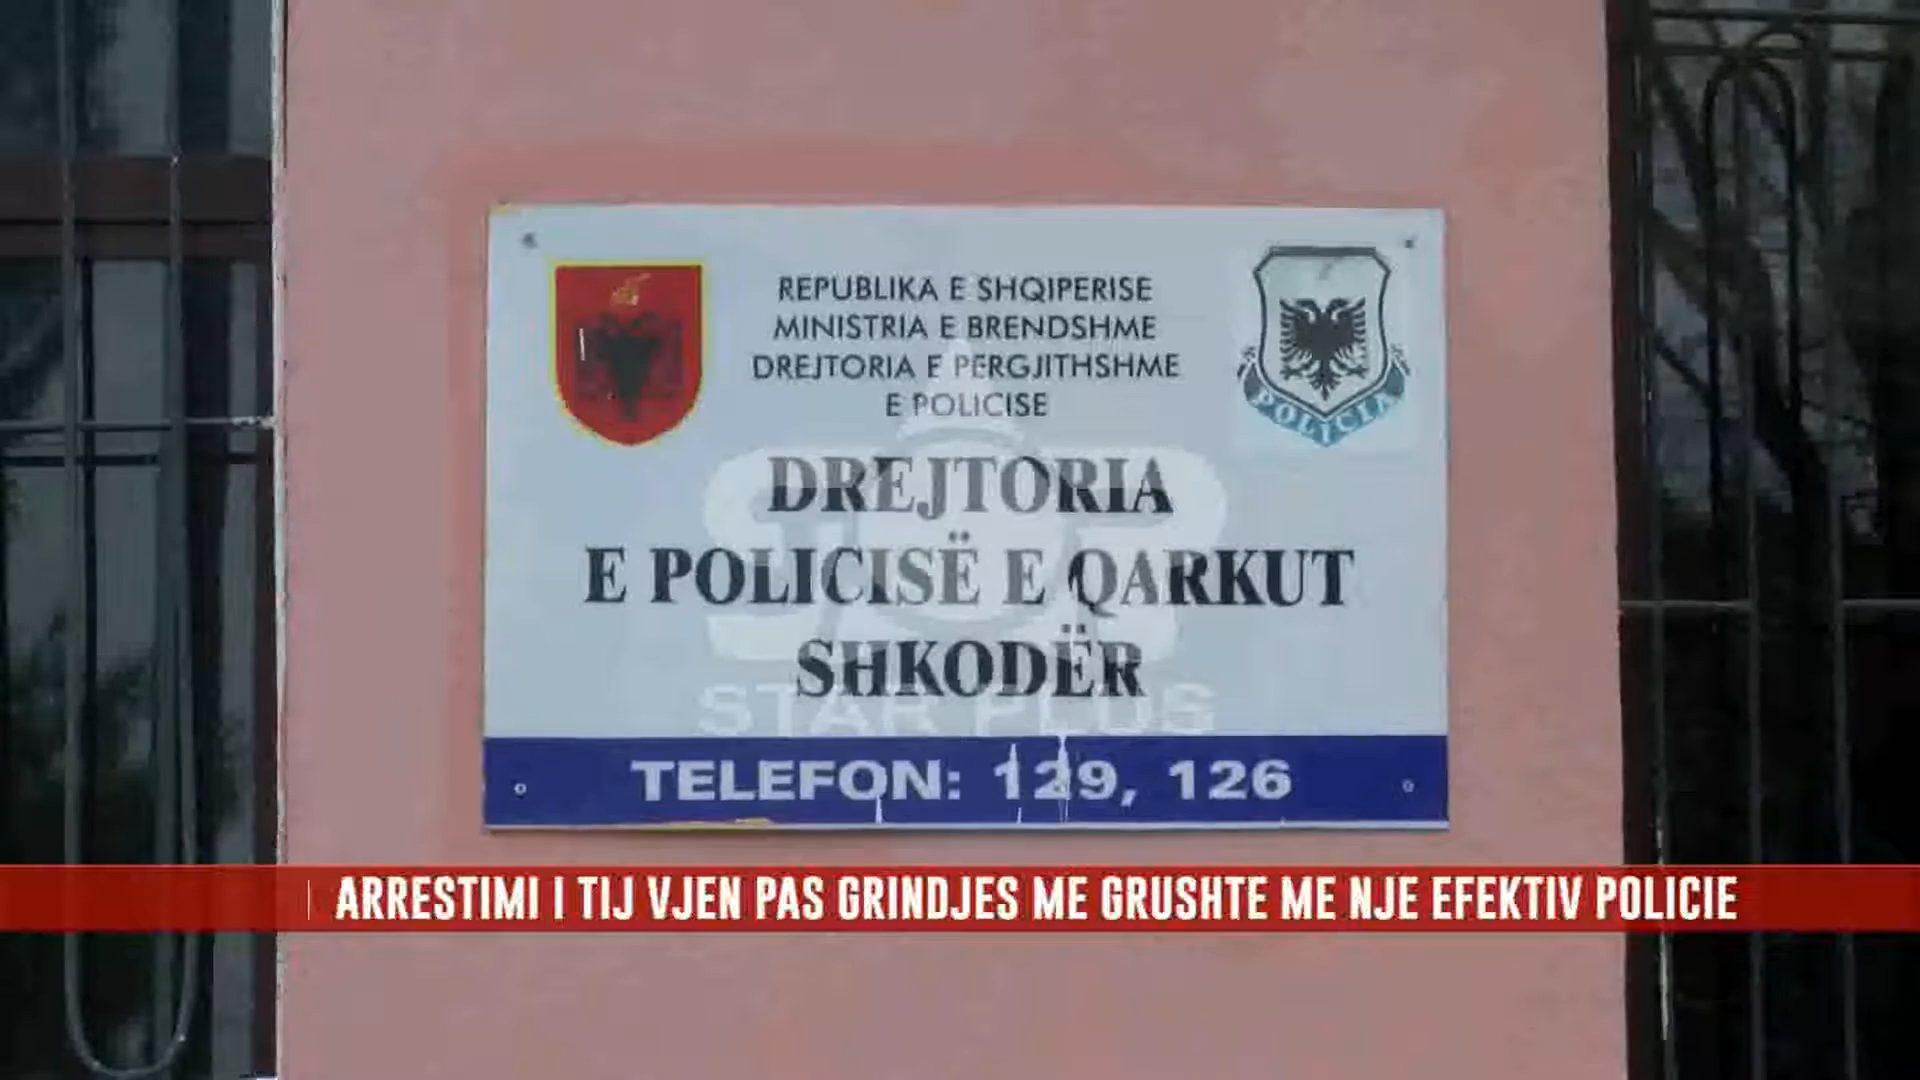 REPUBLIKA E SHQIPERISE
MINISTRIA E BRENDSHME
DREJTORIA E PERGJITHSHME
E POLICISE
POLICIA
DREJTORIA
E POLICISË E QARKUT
SHKODËR
STAR PLUS
TELEFON: 129, 126
ARRESTIMI I TIJ VJEN PAS GRINDJES ME GRUSHTE ME NJE EFEKTIV POLICIE